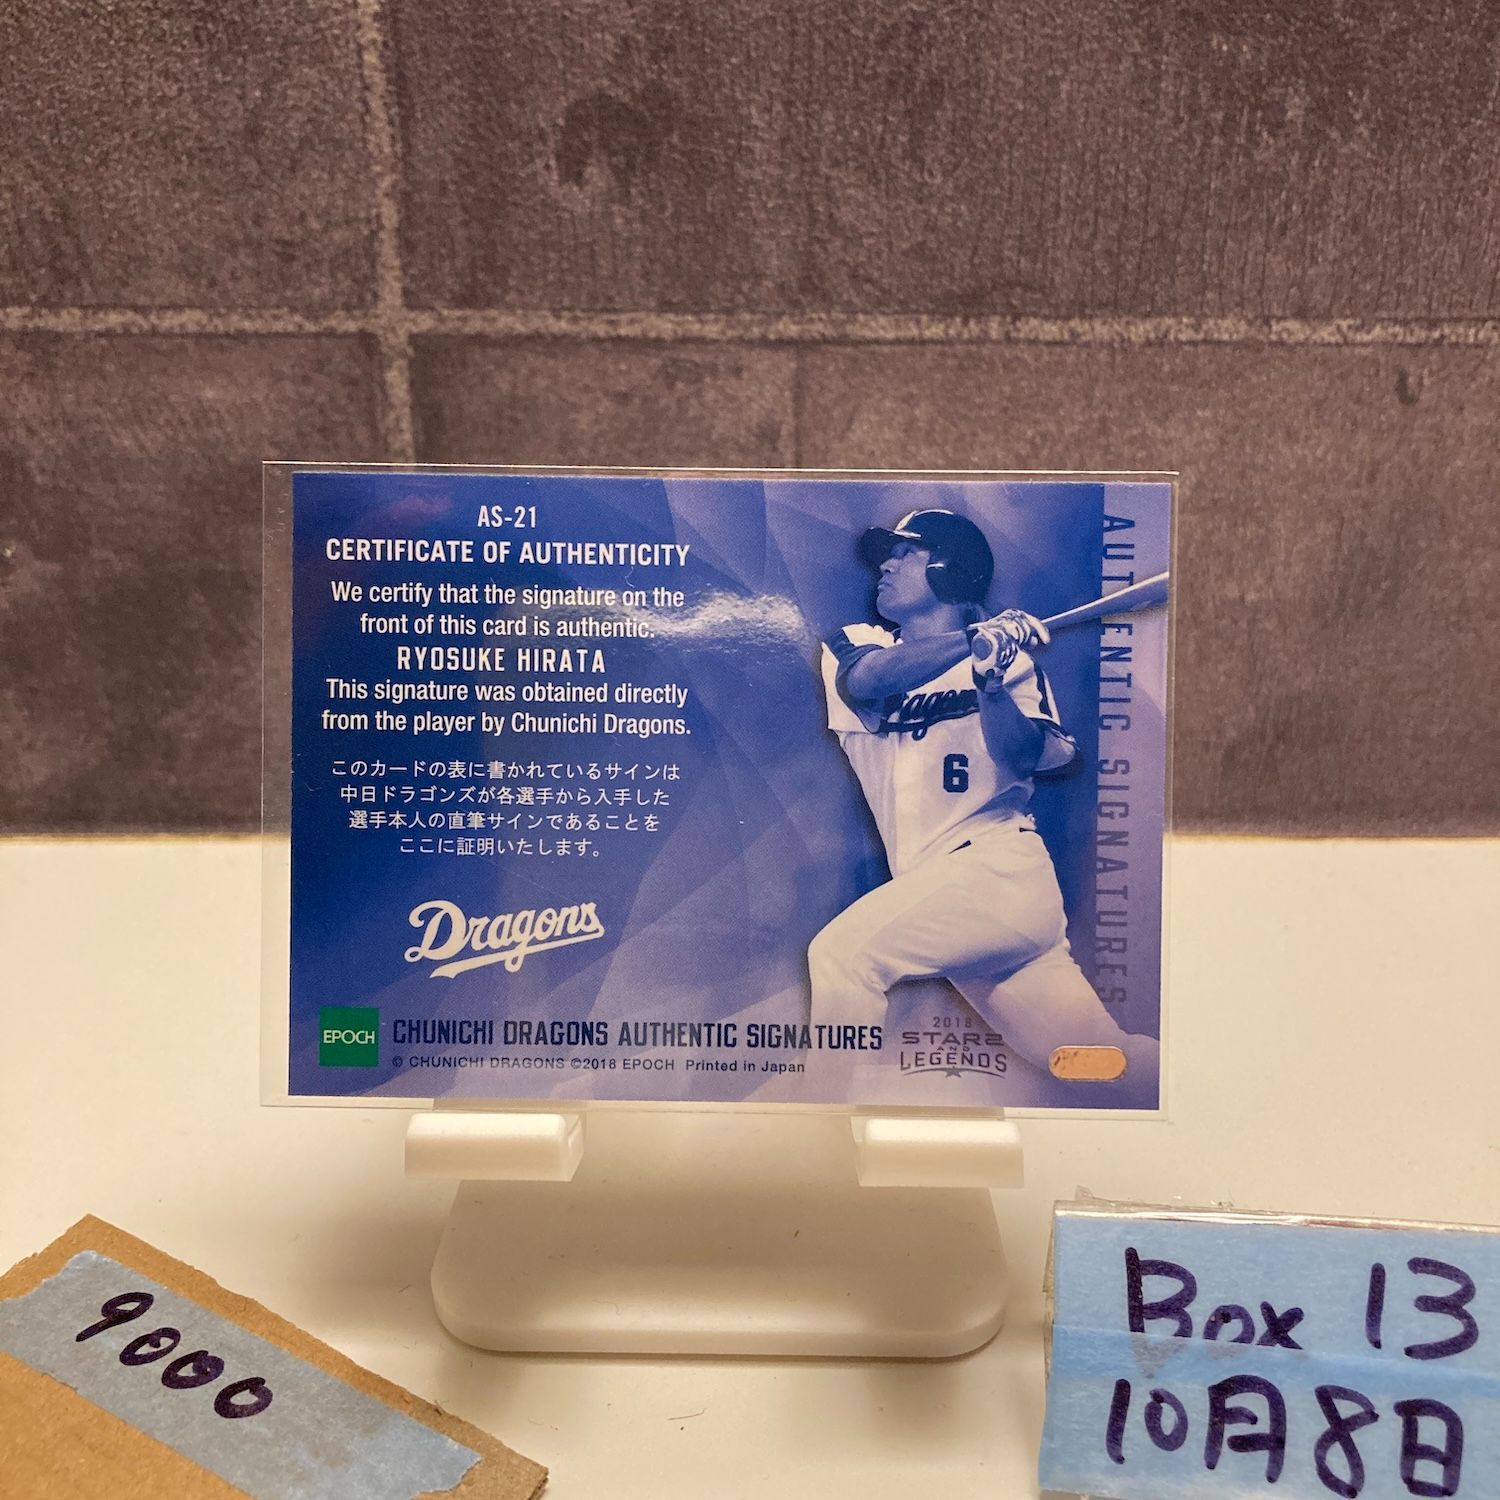 AS-21
CERTIFICATE OF AUTHENTICITY
We certify that the signature on the
front of this card is authentic.
RYOSUKE HIRATA
This signature was obtained directly
from the player by Chunichi Dragons.
このカードの表に書かれているサインは
中日ドラゴンズが各選手から入手した
選手本人の直筆サインであることを
ここに証明いたします。
Dragons
EPOCH
CHUNICHI DRAGONS AUTHENTIC SIGNATURES
© CHUNICHI DRAGONS ©2018 EPOCH Printed in Japan
2018
STARS
AND
LEGENDS
AUTHENTIC SIGNATURES
Dragons
6
9000
Box 13
10月8日